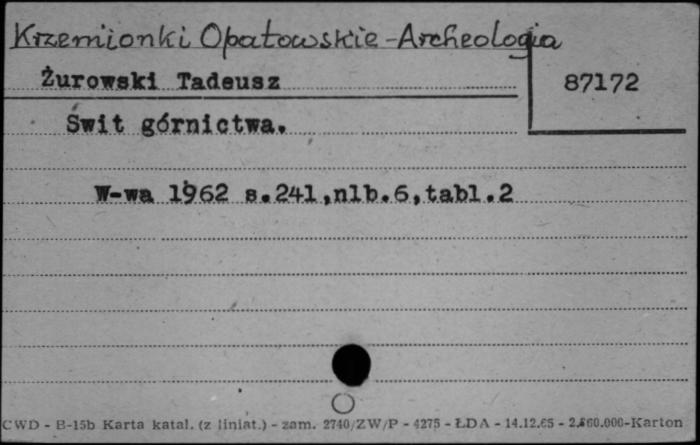 Krzemionki Opatowskie - Archeologia
Żurowski Tadeusz
87172
Swit górnictwa.
W-wa 1962 s.241,nlb.6,tabl.2
CWD - B-15b Karta katal. (z liniat.) - zam. 2740/ZW/P - 4275 - ŁDA - 14.12.65 - 2.860.000-Karton